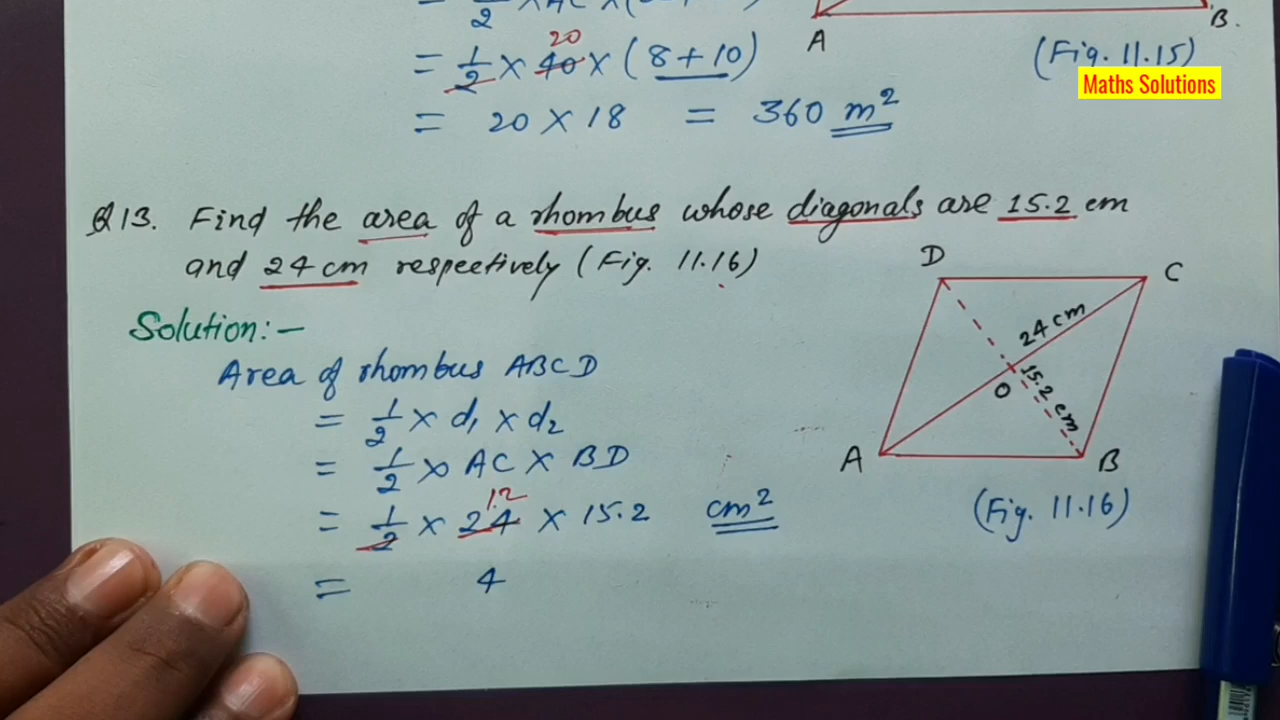 = 1/2 × AC × (
= 1/2 × 40 × (8 + 10)
20
= 20 × 18 = 360 m²
A
B.
(Fig. 11.15)
Maths Solutions
Q13. Find the area of a rhombus whose diagonals are 15.2 cm
and 24 cm respectively (Fig. 11.16)
Solution:-
Area of rhombus ABCD
= 1/2 × d₁ × d₂
= 1/2 × AC × BD
12
= 1/2 × 24 × 15.2 cm²
= 4
D
C
24 cm
O
15.2 cm
A
B
(Fig. 11.16)